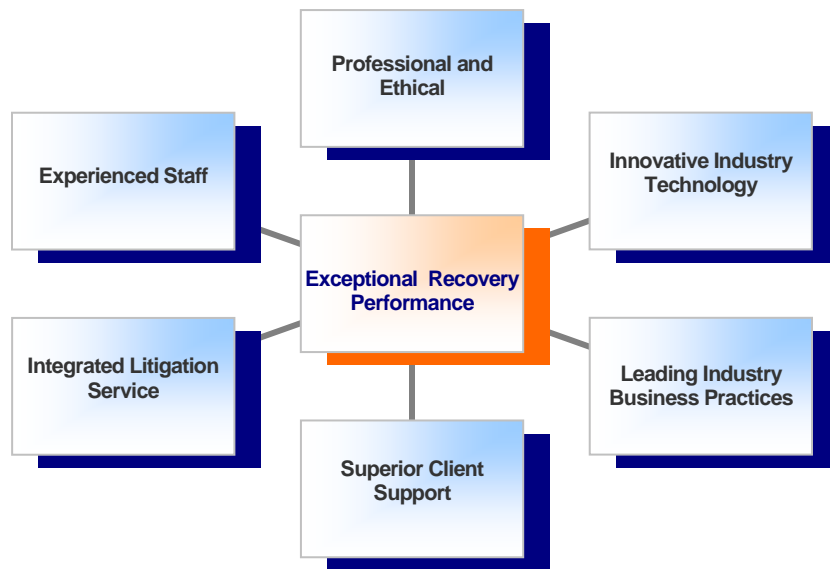 Professional and
Ethical
Experienced Staff
Innovative Industry
Technology
Exceptional Recovery
Performance
Integrated Litigation
Service
Leading Industry
Business Practices
Superior Client
Support